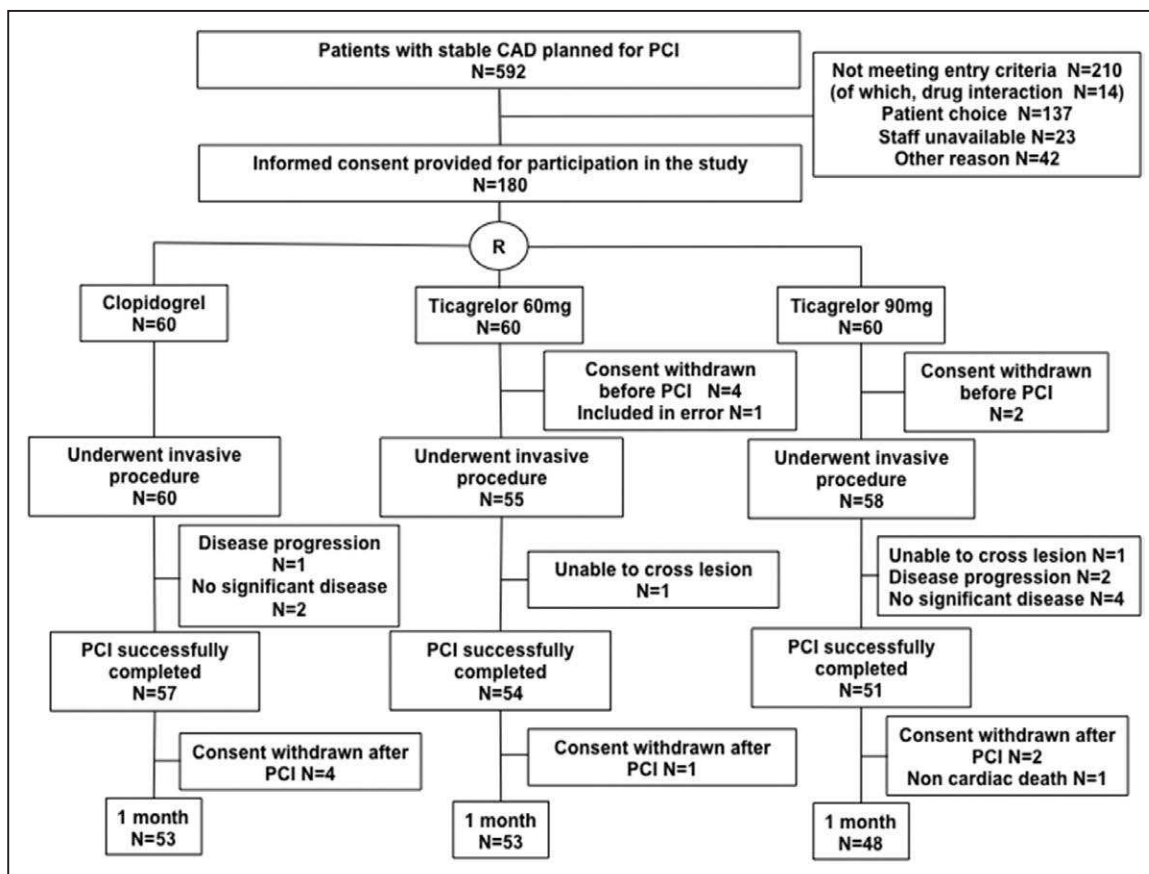 Patients with stable CAD planned for PCI
N=592
Not meeting entry criteria N=210
(of which, drug interaction N=14)
Patient choice N=137
Staff unavailable N=23
Other reason N=42
Informed consent provided for participation in the study
N=180
R
Clopidogrel
N=60
Ticagrelor 60mg
N=60
Ticagrelor 90mg
N=60
Consent withdrawn
before PCI N=4
Included in error N=1
Consent withdrawn
before PCI
N=2
Underwent invasive
procedure
N=60
Underwent invasive
procedure
N=55
Underwent invasive
procedure
N=58
Disease progression
N=1
No significant disease
N=2
Unable to cross lesion
N=1
Unable to cross lesion N=1
Disease progression N=2
No significant disease N=4
PCI successfully
completed
N=57
PCI successfully
completed
N=54
PCI successfully
completed
N=51
Consent withdrawn after
PCI N=4
Consent withdrawn after
PCI N=1
Consent withdrawn after
PCI N=2
Non cardiac death N=1
1 month
N=53
1 month
N=53
1 month
N=48